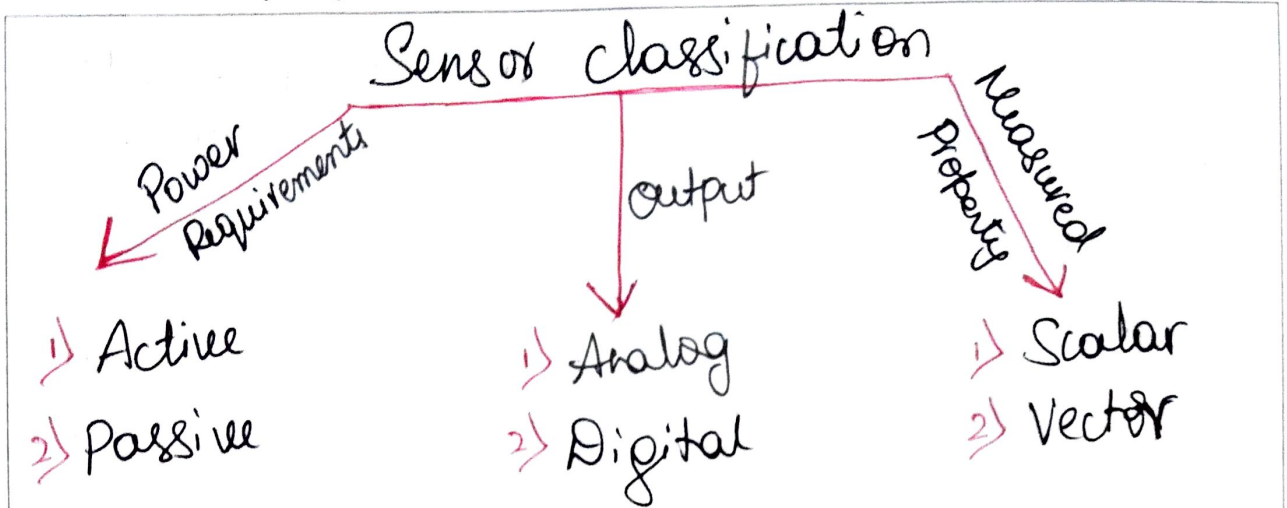 Sensor classification
Power
Requirements
output
Measured
Property
1) Active
2) Passive
1) Analog
2) Digital
1) Scalar
2) Vector